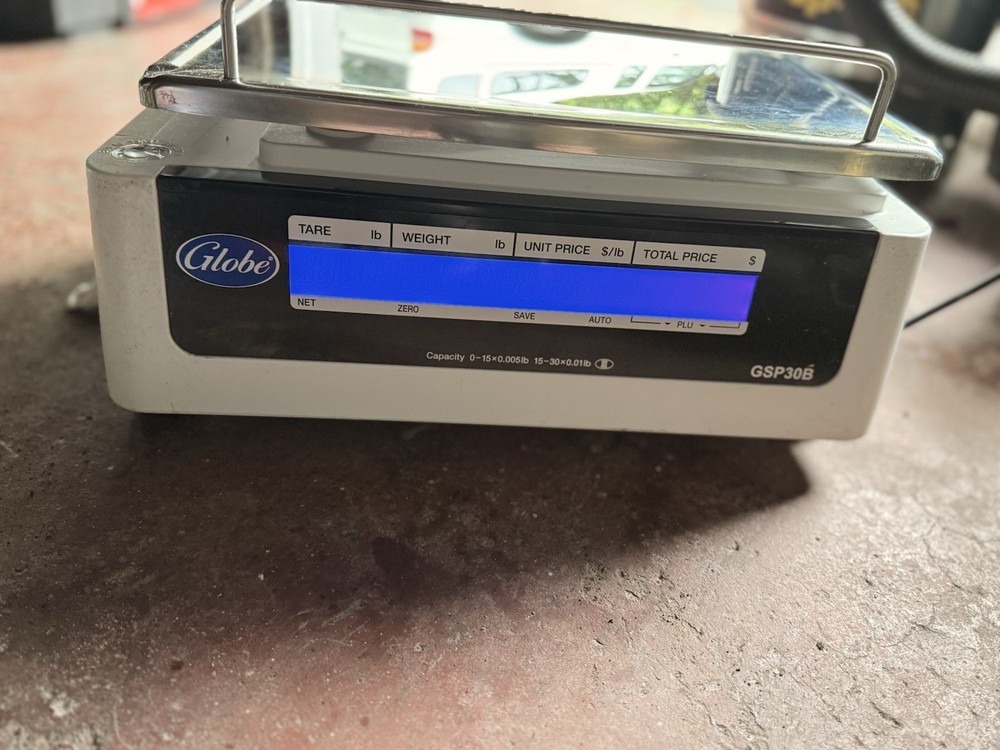 TARE lb WEIGHT lb UNIT PRICE $/lb TOTAL PRICE $
Globe®
NET ZERO SAVE AUTO PLU
Capacity 0-15×0.005lb 15-30×0.01lb
GSP30B